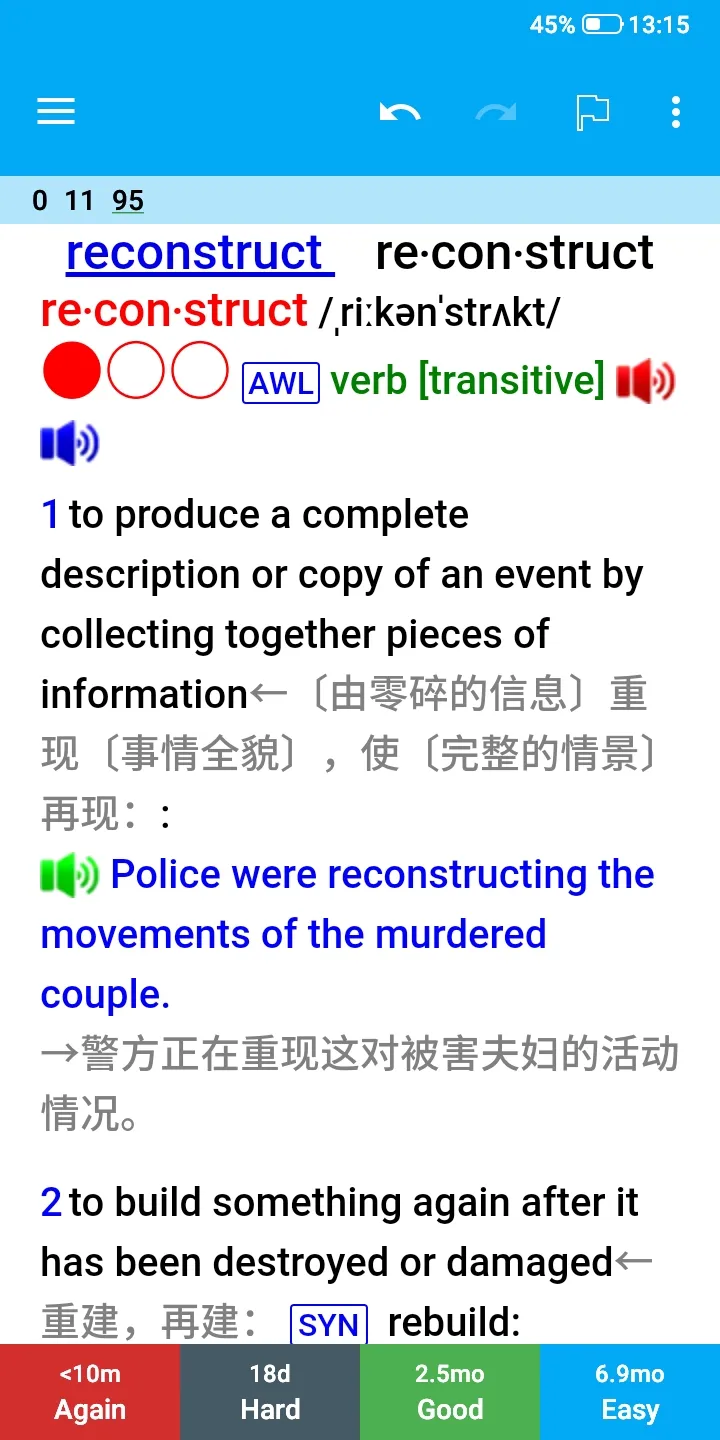 45% 13:15
0 11 95
reconstruct re·con·struct
re·con·struct /ˌriːkənˈstrʌkt/
AWL verb [transitive]
1 to produce a complete
description or copy of an event by
collecting together pieces of
information←〔由零碎的信息〕重
现〔事情全貌〕，使〔完整的情景〕
再现：:
Police were reconstructing the
movements of the murdered
couple.
→警方正在重现这对被害夫妇的活动
情况。
2 to build something again after it
has been destroyed or damaged←
重建，再建： SYN rebuild:
<10m 18d 2.5mo 6.9mo
Again Hard Good Easy